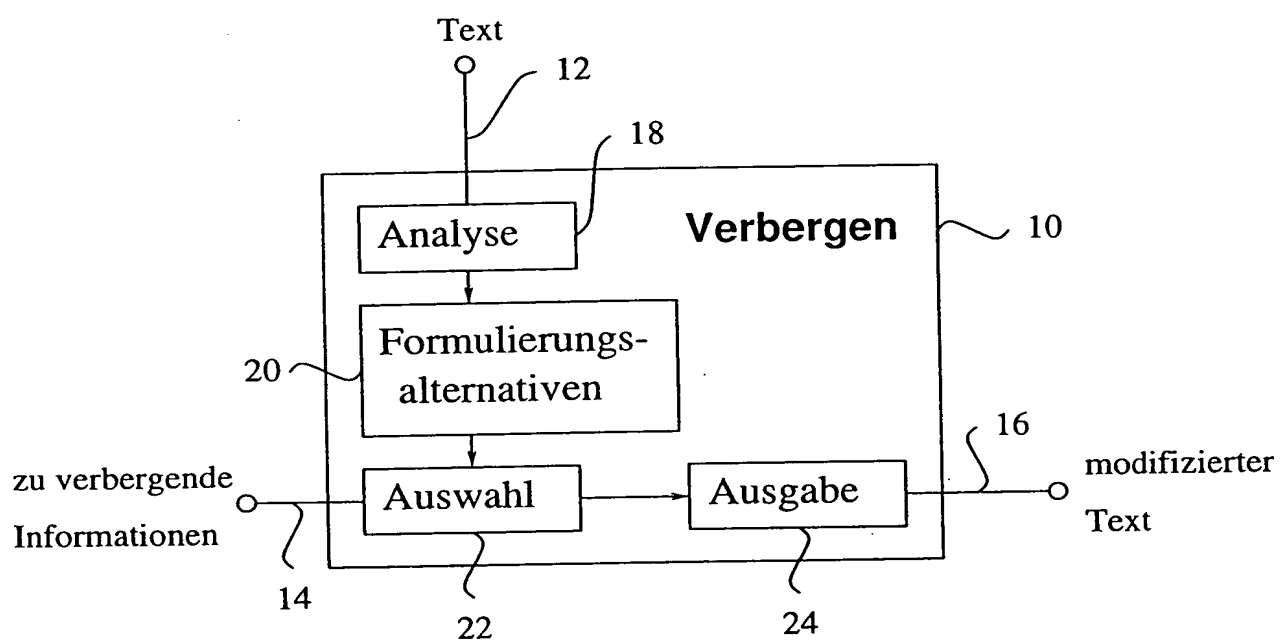 Text
12
18
Analyse
Verbergen
10
Formulierungs-
alternativen
20
zu verbergende
Informationen
14
Auswahl
22
Ausgabe
24
16
modifizierter
Text